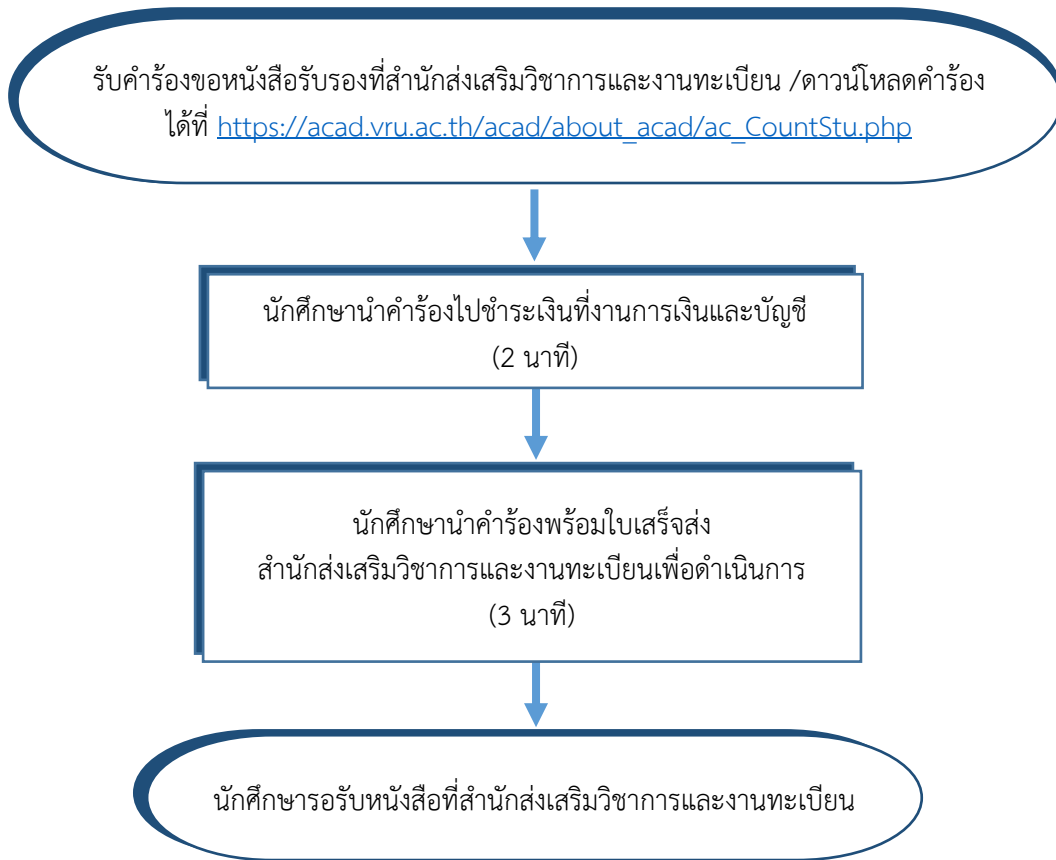 รับคำร้องขอหนังสือรับรองที่สำนักส่งเสริมวิชาการและงานทะเบียน /ดาวน์โหลดคำร้อง
ได้ที่ https://acad.vru.ac.th/acad/about_acad/ac_CountStu.php
นักศึกษานำคำร้องไปชำระเงินที่งานการเงินและบัญชี
(2 นาที)
นักศึกษานำคำร้องพร้อมใบเสร็จส่ง
สำนักส่งเสริมวิชาการและงานทะเบียนเพื่อดำเนินการ
(3 นาที)
นักศึกษารอรับหนังสือที่สำนักส่งเสริมวิชาการและงานทะเบียน